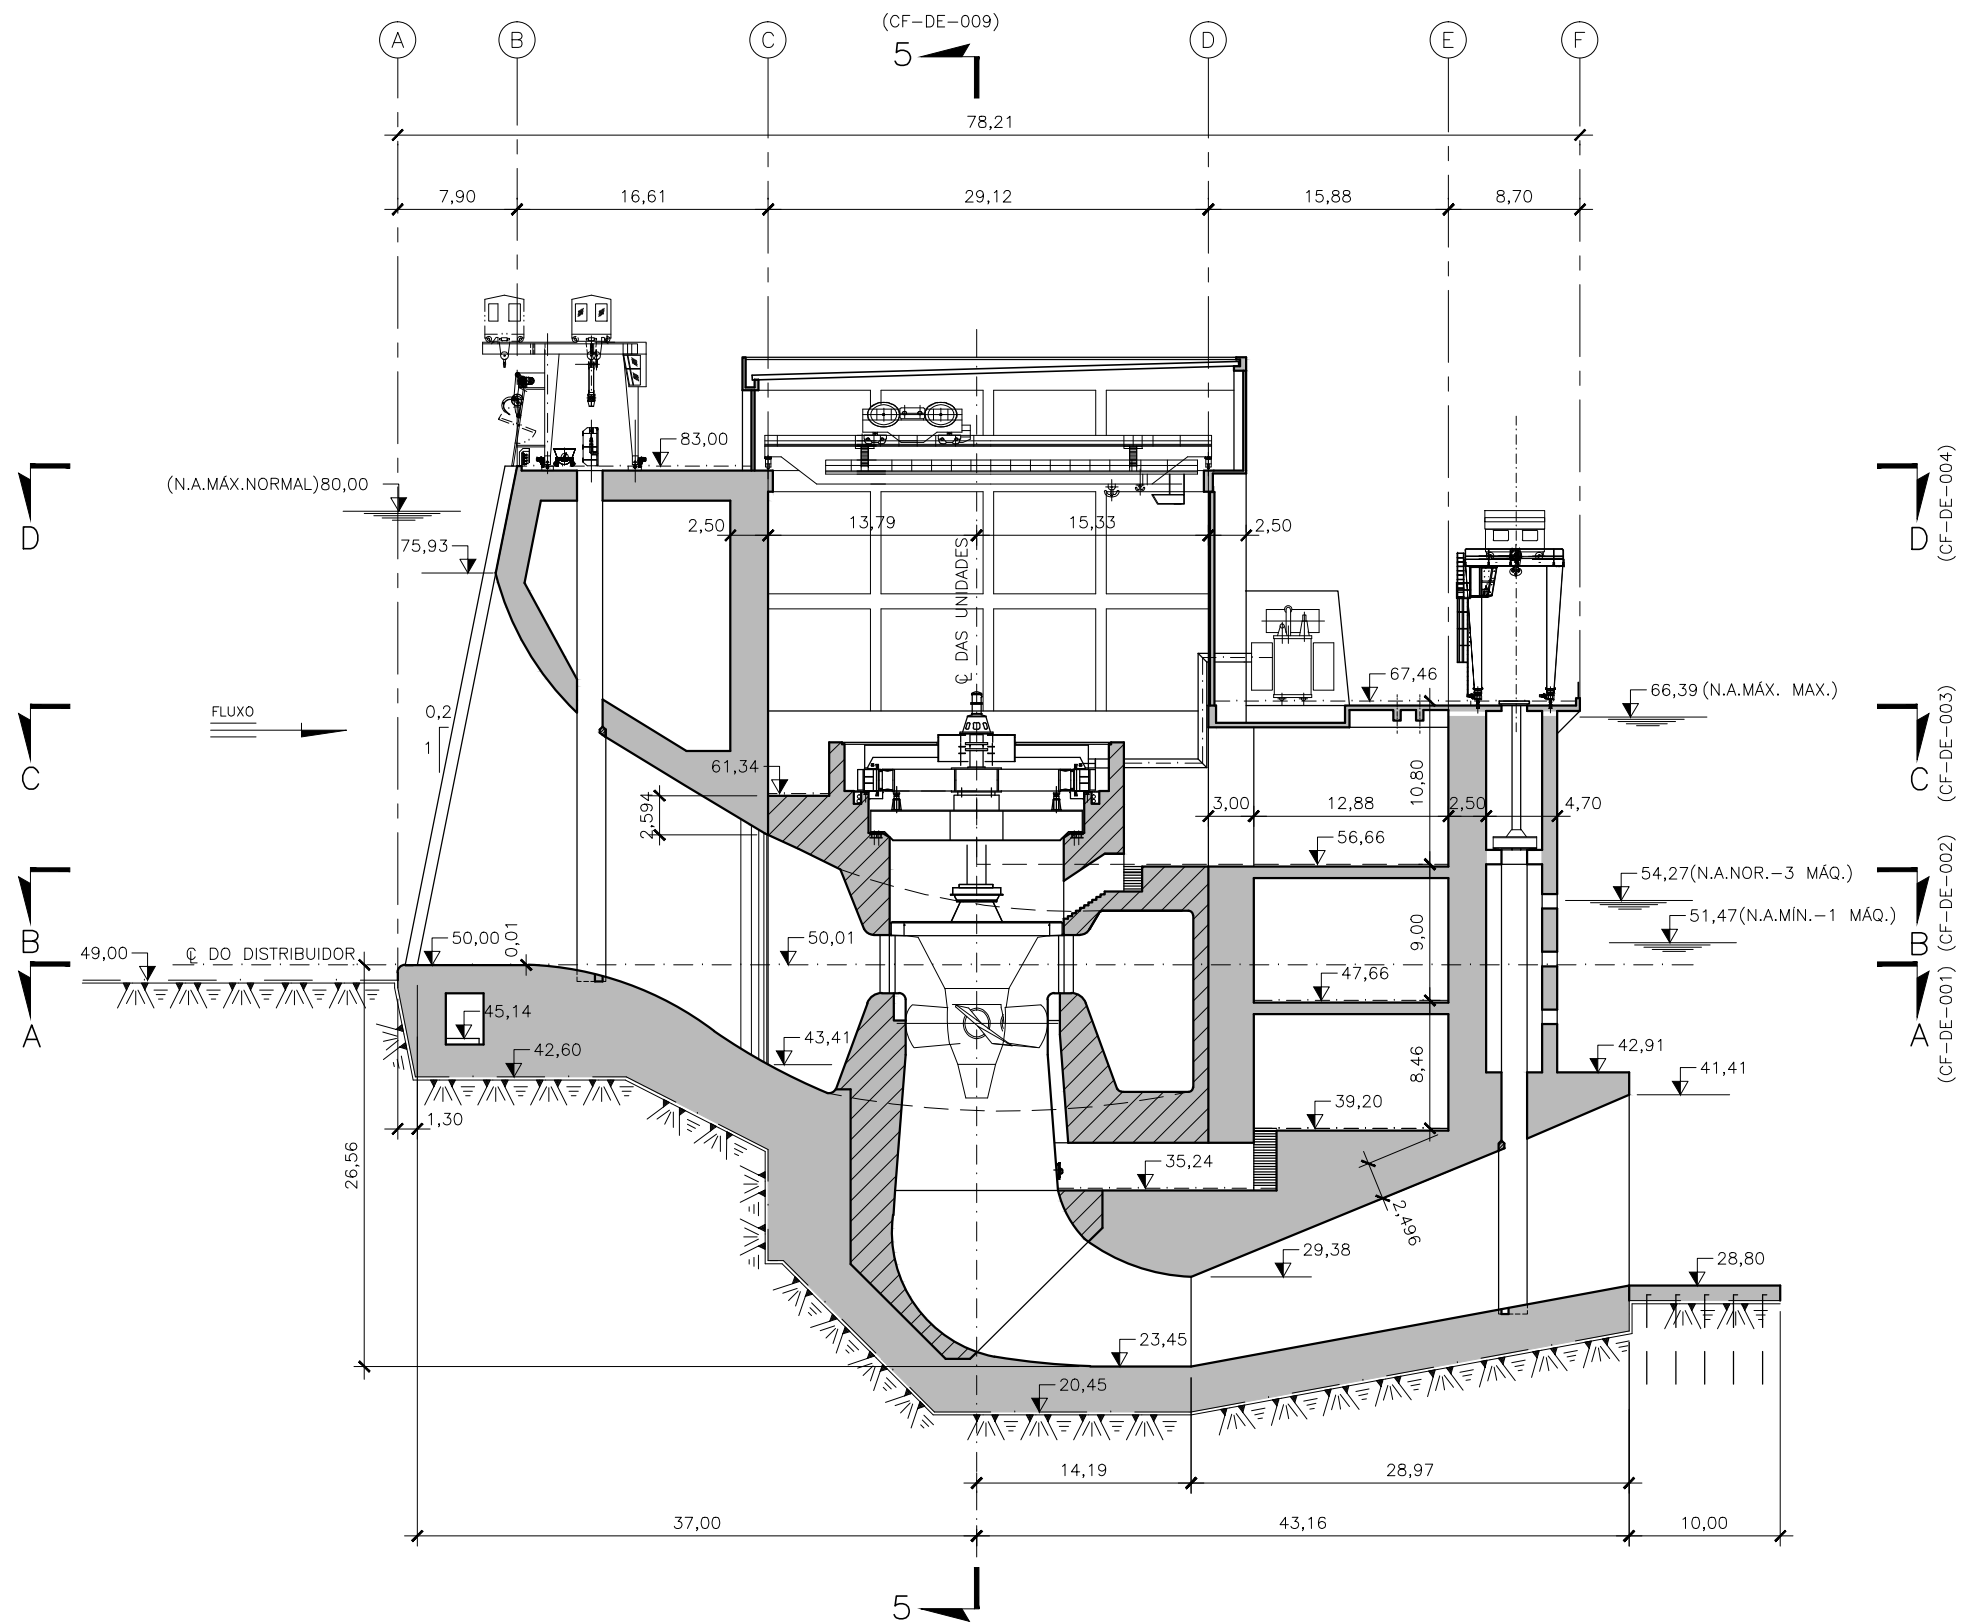 (CF-DE-009)
A
B
C
5
D
E
F
78,21
7,90
16,61
29,12
15,88
8,70
83,00
(N.A.MÁX.NORMAL)80,00
D
D
(CF-DE-004)
2,50
13,79
15,33
2,50
75,93
℄ DAS UNIDADES
67,46
66,39 (N.A.MÁX. MAX.)
FLUXO
0,2
1
C
C
(CF-DE-003)
61,34
2,594
10,80
3,00
12,88
2,50
4,70
56,66
54,27(N.A.NOR.-3 MÁQ.)
51,47(N.A.MÍN.-1 MÁQ.)
B
B
(CF-DE-002)
49,00
℄ DO DISTRIBUIDOR
50,00
0,01
50,01
9,00
47,66
A
A
(CF-DE-001)
45,14
42,60
43,41
8,46
42,91
41,41
39,20
1,30
26,56
35,24
2,496
29,38
28,80
23,45
20,45
14,19
28,97
37,00
43,16
10,00
5